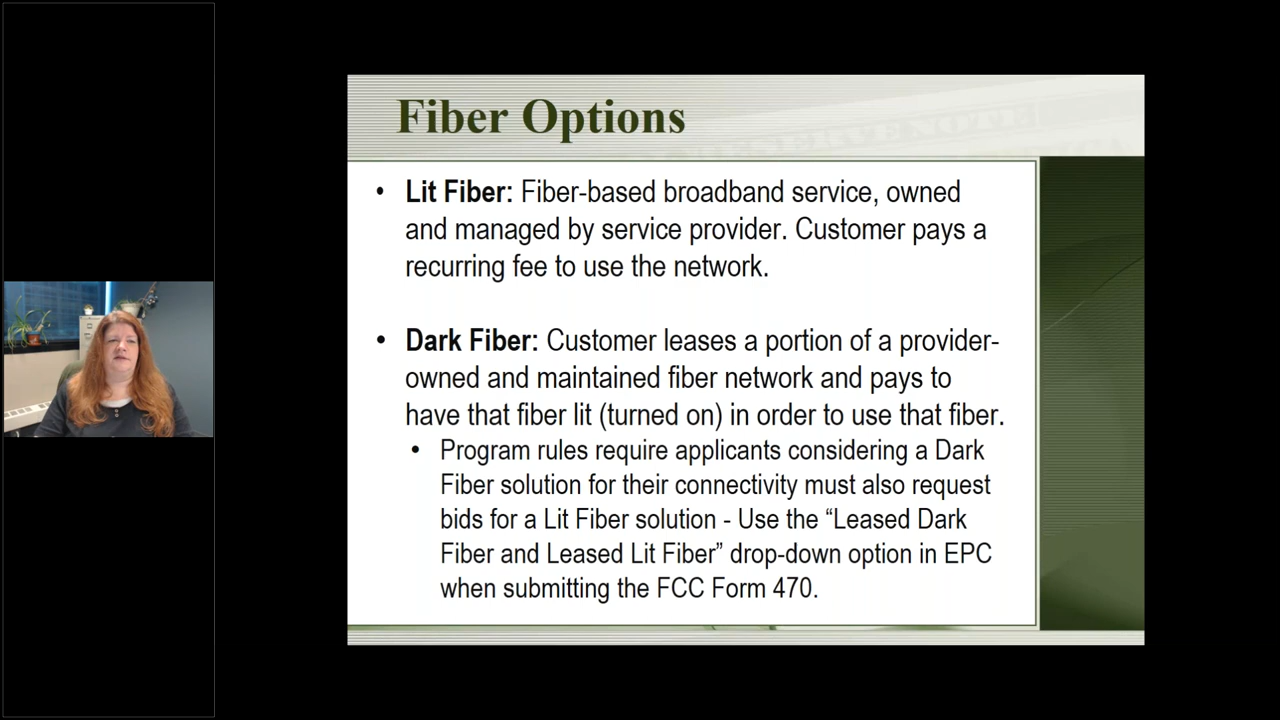 Fiber Options
• Lit Fiber: Fiber-based broadband service, owned
and managed by service provider. Customer pays a
recurring fee to use the network.
• Dark Fiber: Customer leases a portion of a provider-
owned and maintained fiber network and pays to
have that fiber lit (turned on) in order to use that fiber.
• Program rules require applicants considering a Dark
Fiber solution for their connectivity must also request
bids for a Lit Fiber solution - Use the “Leased Dark
Fiber and Leased Lit Fiber” drop-down option in EPC
when submitting the FCC Form 470.